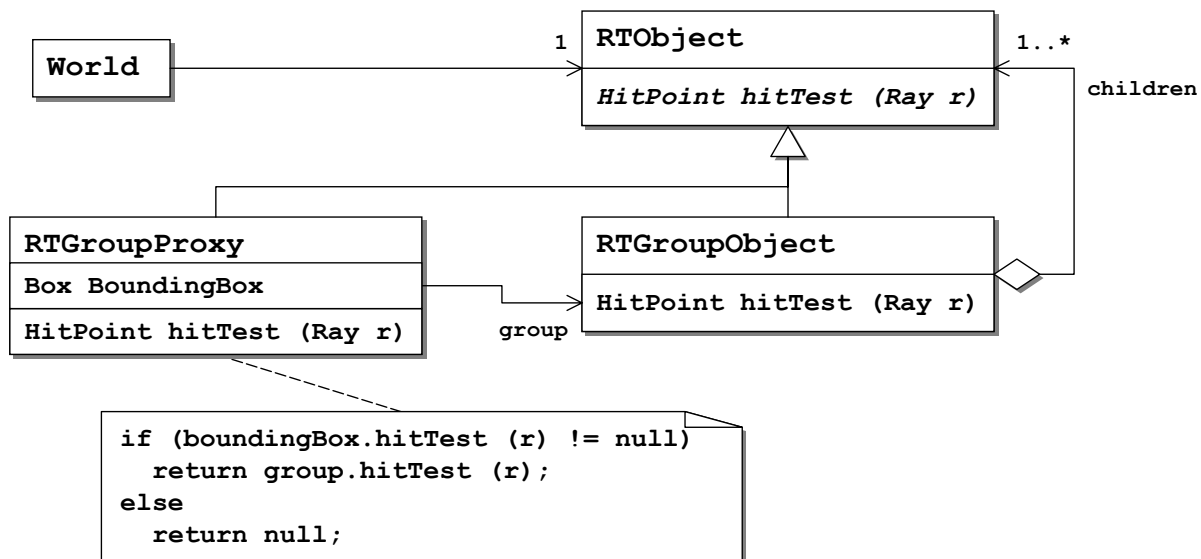 World
1
RTObject
HitPoint hitTest (Ray r)
1..*
children
RTGroupProxy
Box BoundingBox
HitPoint hitTest (Ray r)
group
RTGroupObject
HitPoint hitTest (Ray r)
if (boundingBox.hitTest (r) != null)
return group.hitTest (r);
else
return null;